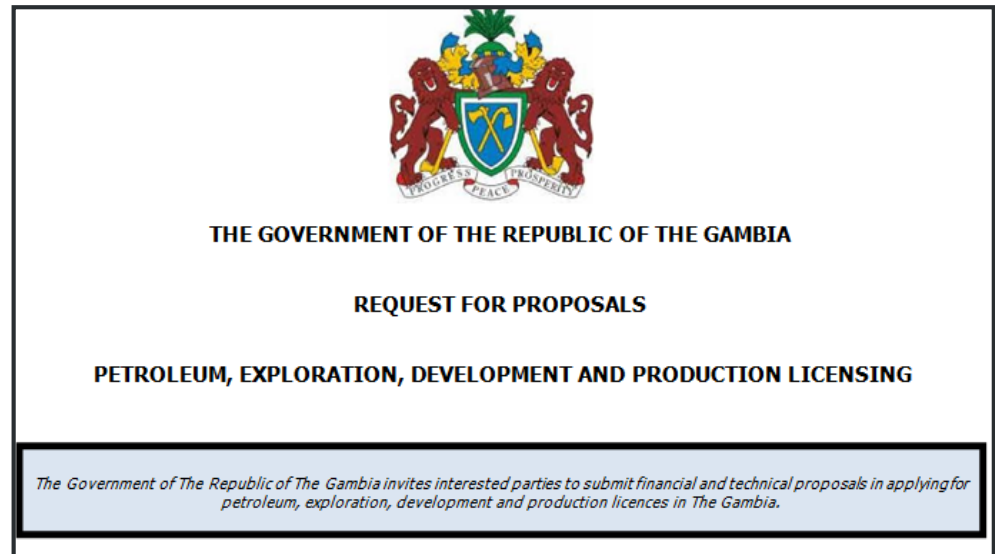 PROGRESS PEACE PROSPERITY
THE GOVERNMENT OF THE REPUBLIC OF THE GAMBIA
REQUEST FOR PROPOSALS
PETROLEUM, EXPLORATION, DEVELOPMENT AND PRODUCTION LICENSING
The Government of The Republic of The Gambia invites interested parties to submit financial and technical proposals in applying for
petroleum, exploration, development and production licences in The Gambia.